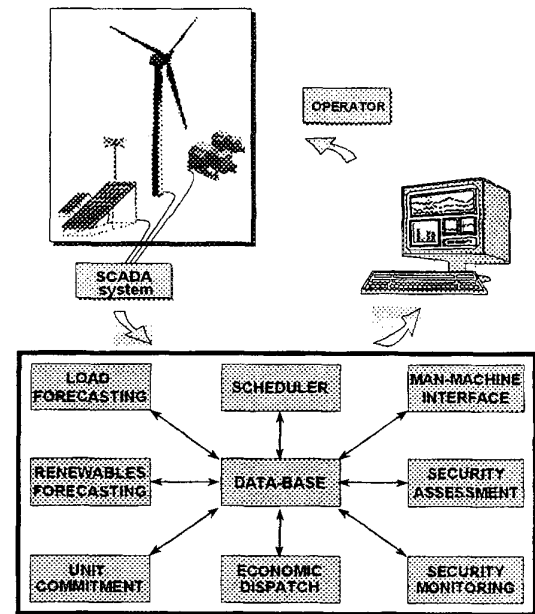 OPERATOR
SCADA
system
LOAD
FORECASTING
SCHEDULER
MAN-MACHINE
INTERFACE
RENEWABLES
FORECASTING
DATA-BASE
SECURITY
ASSESSMENT
UNIT
COMMITMENT
ECONOMIC
DISPATCH
SECURITY
MONITORING